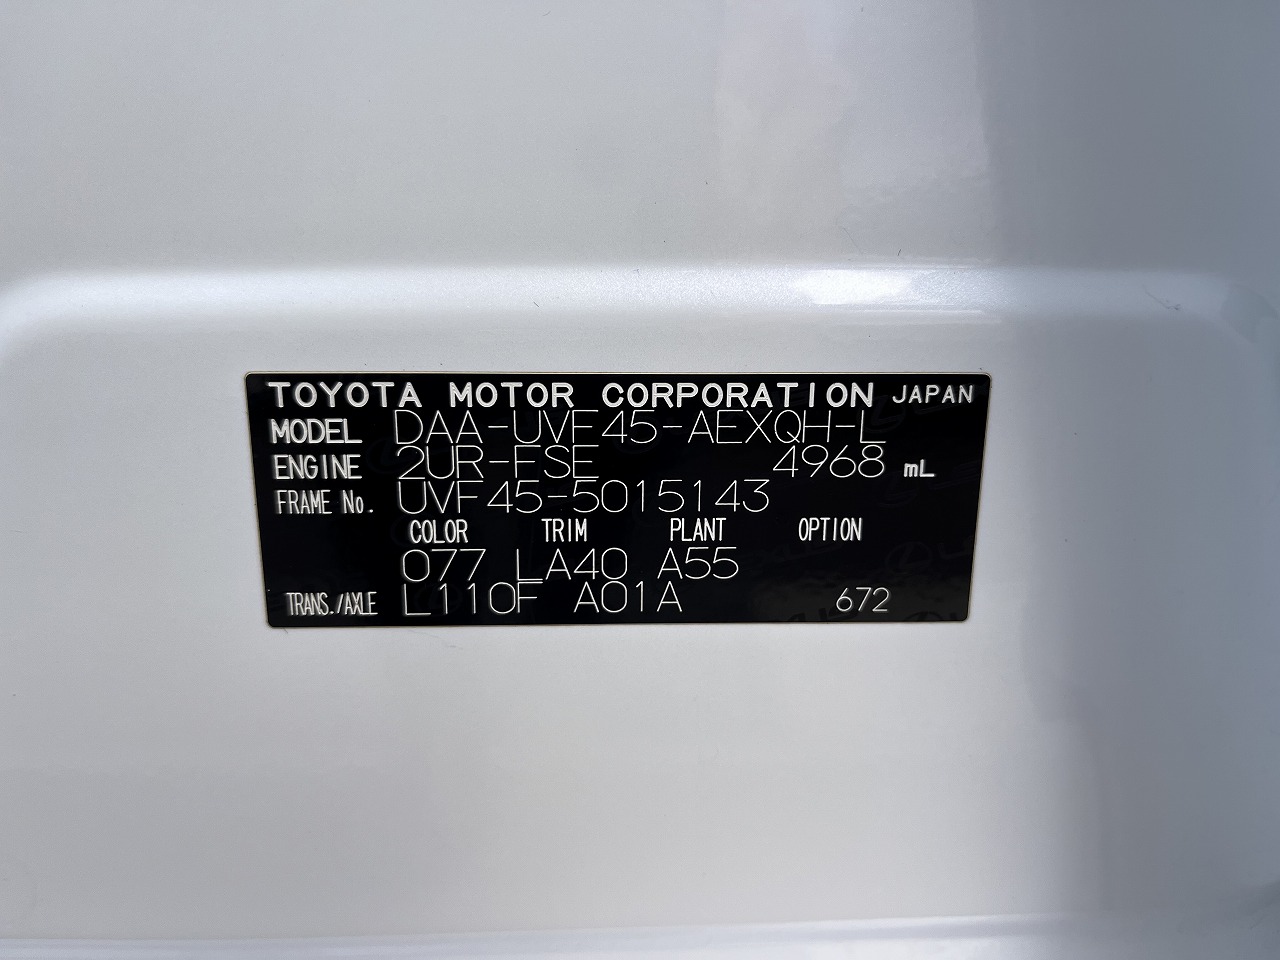 TOYOTA MOTOR CORPORATION JAPAN
MODEL DAA-UVF45-AEXQH-L
ENGINE 2UR-FSE 4968 mL
FRAME No. UVF45-5015143
COLOR TRIM PLANT OPTION
077 LA40 A55
TRANS./AXLE L110F A01A 672